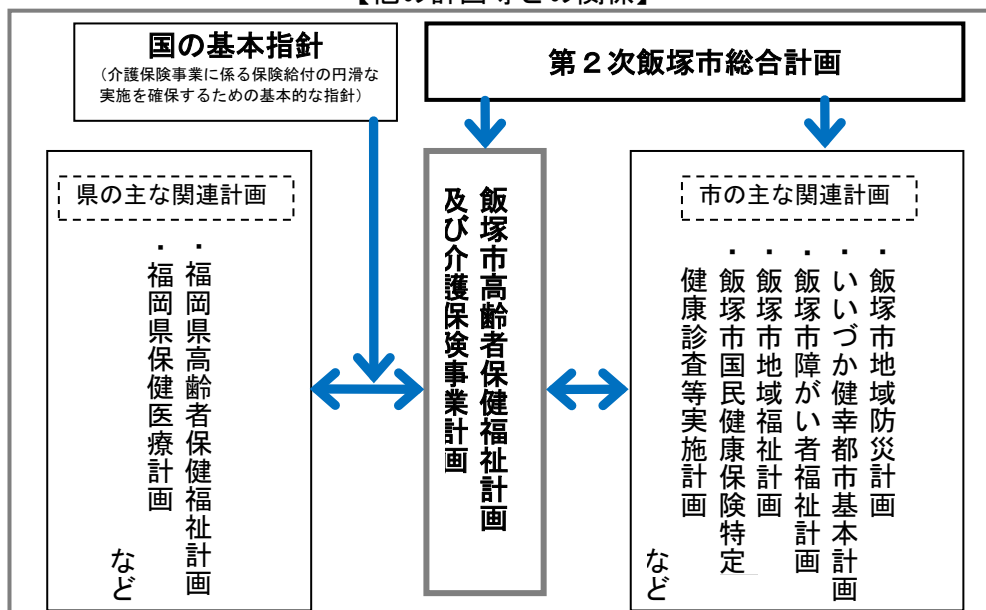 【他の計画等との関係】
国の基本指針
（介護保険事業に係る保険給付の円滑な
実施を確保するための基本的な指針）
第２次飯塚市総合計画
県の主な関連計画
・福岡県高齢者保健福祉計画
・福岡県保健医療計画
など
飯塚市高齢者保健福祉計画
及び介護保険事業計画
市の主な関連計画
・飯塚市地域防災計画
・いいづか健幸都市基本計画
・飯塚市障がい者福祉計画
・飯塚市地域福祉計画
・飯塚市国民健康保険特定
健康診査等実施計画
など